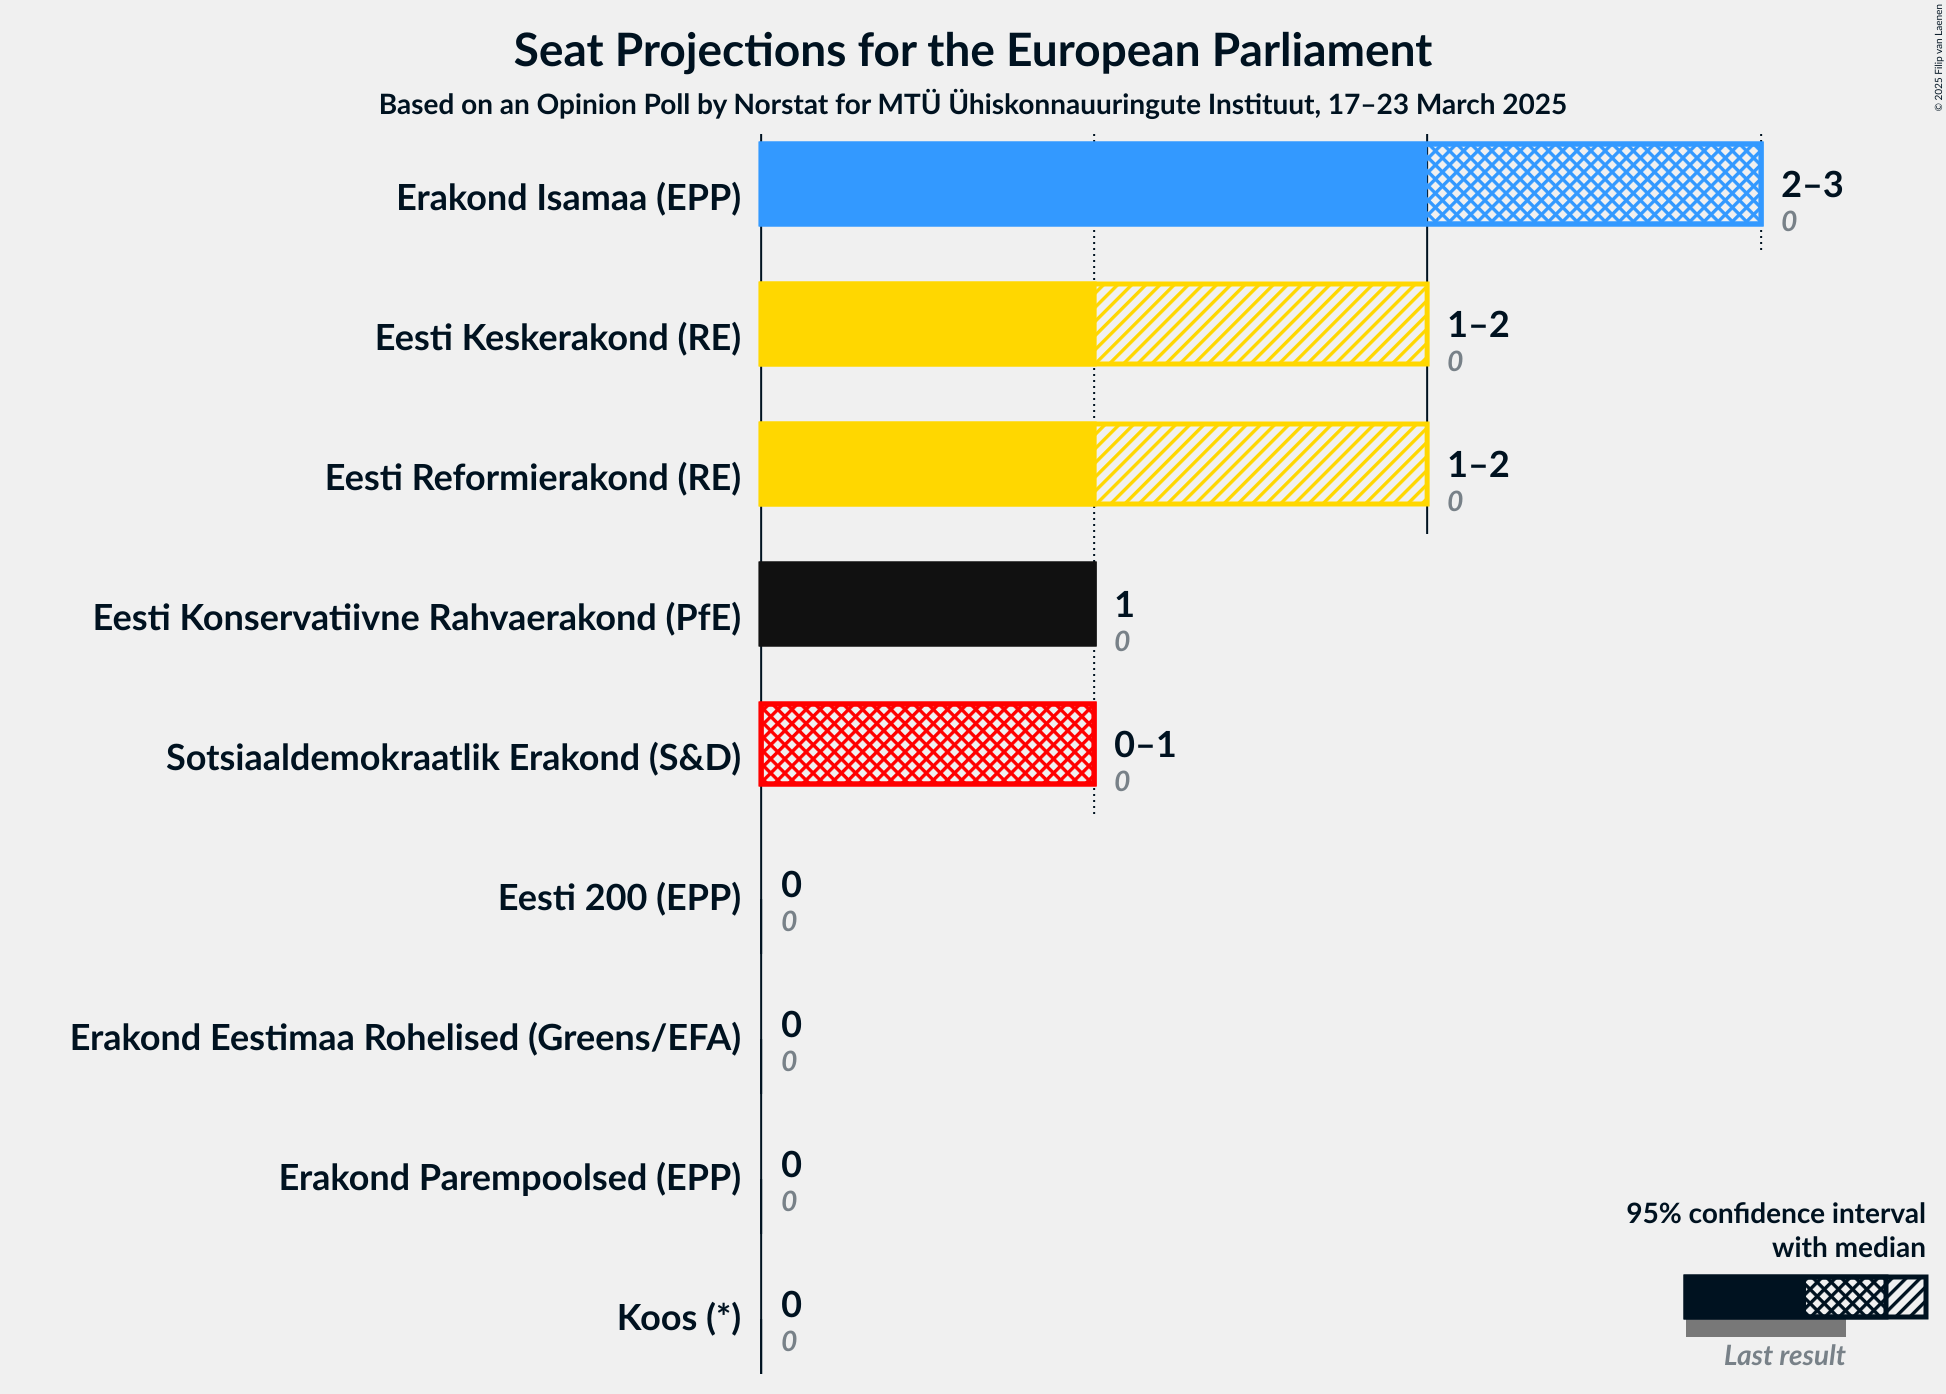 Seat Projections for the European Parliament
Based on an Opinion Poll by Norstat for MTÜ Ühiskonnauuringute Instituut, 17–23 March 2025
© 2025 Filip van Laenen
Erakond Isamaa (EPP)
2–3
0
Eesti Keskerakond (RE)
1–2
0
Eesti Reformierakond (RE)
1–2
0
Eesti Konservatiivne Rahvaerakond (PfE)
1
0
Sotsiaaldemokraatlik Erakond (S&D)
0–1
0
Eesti 200 (EPP)
0
0
Erakond Eestimaa Rohelised (Greens/EFA)
0
0
Erakond Parempoolsed (EPP)
0
0
Koos (*)
0
0
95% confidence interval
with median
Last result